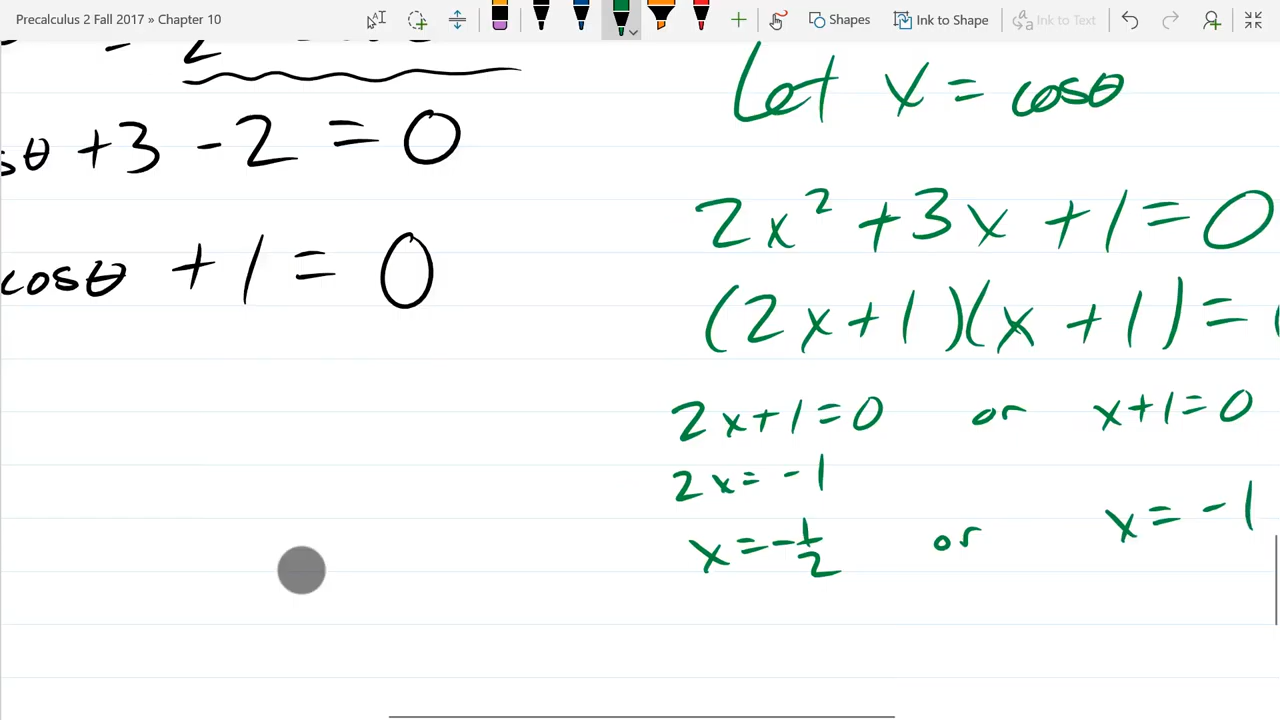 Precalculus 2 Fall 2017 » Chapter 10
Shapes
Ink to Shape
Ink to Text
= 2
sθ +3 - 2 = 0
cosθ + 1 = 0
Let x = cosθ
2x² + 3x + 1 = 0
(2x+1)(x + 1) =
2x+1=0 or x+1=0
2x = -1
x = -1/2 or x = -1